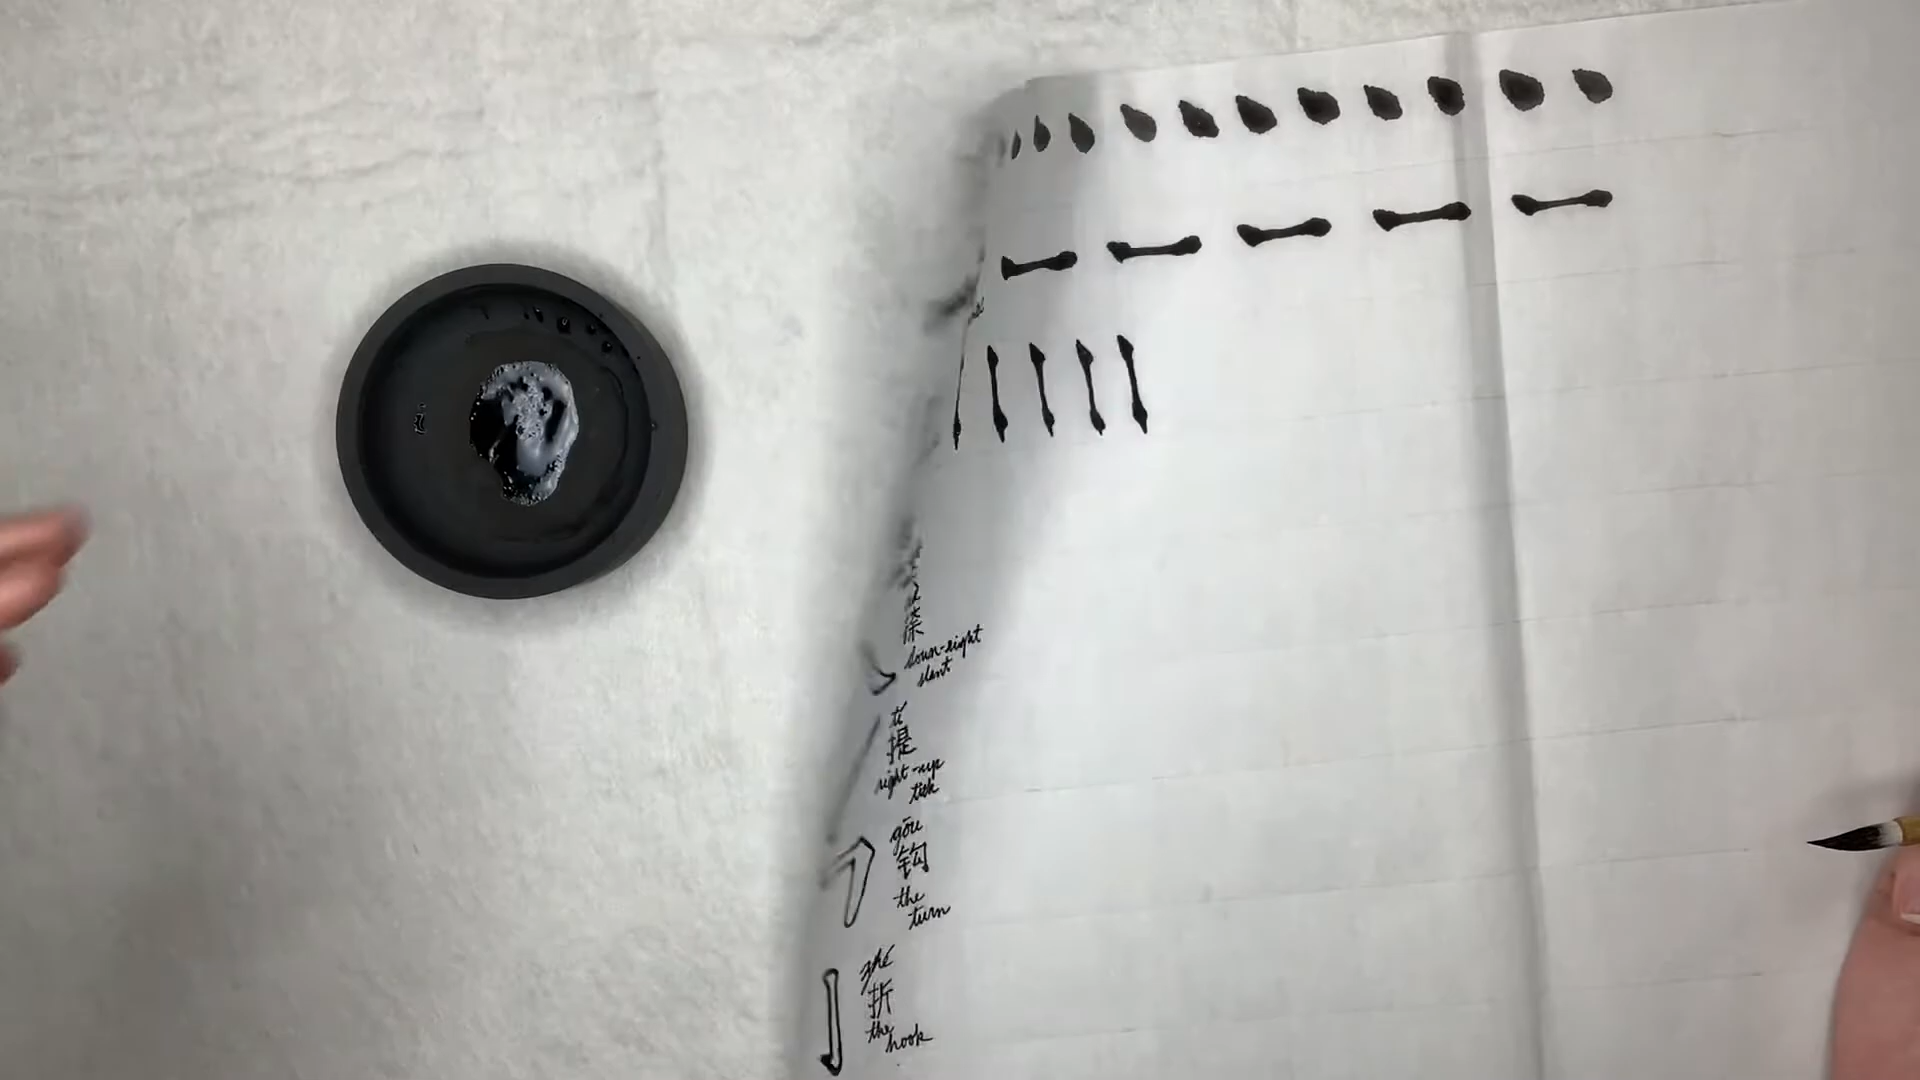 捺
down-right
slant
tí
提
right-up
tick
gōu
钩
the
turn
zhé
折
the
hook